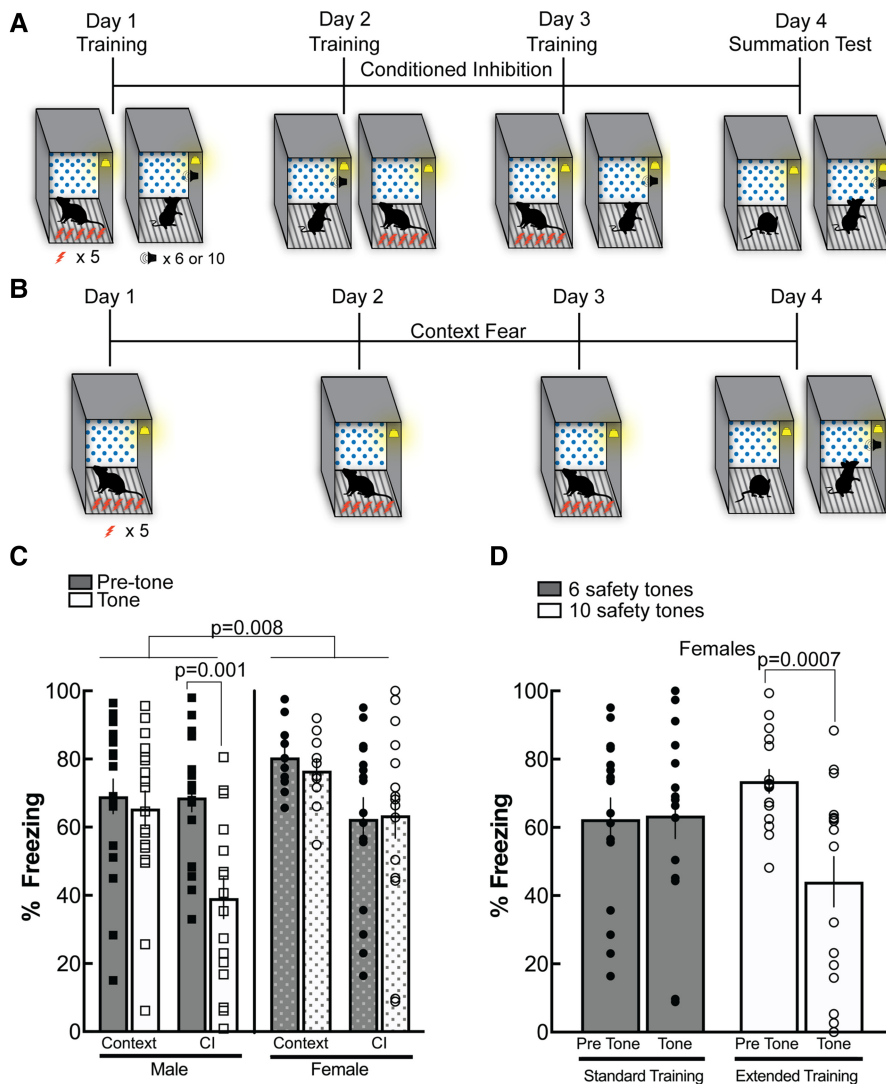 A
Day 1
Training
Day 2
Training
Day 3
Training
Day 4
Summation Test
Conditioned Inhibition
x 5
x 6 or 10
B
Day 1
Day 2
Day 3
Day 4
Context Fear
x 5
C
Pre-tone
Tone
p=0.008
p=0.001
% Freezing
100
80
60
40
20
0
Context
CI
Context
CI
Male
Female
D
6 safety tones
10 safety tones
Females
p=0.0007
% Freezing
100
80
60
40
20
0
Pre Tone
Tone
Pre Tone
Tone
Standard Training
Extended Training